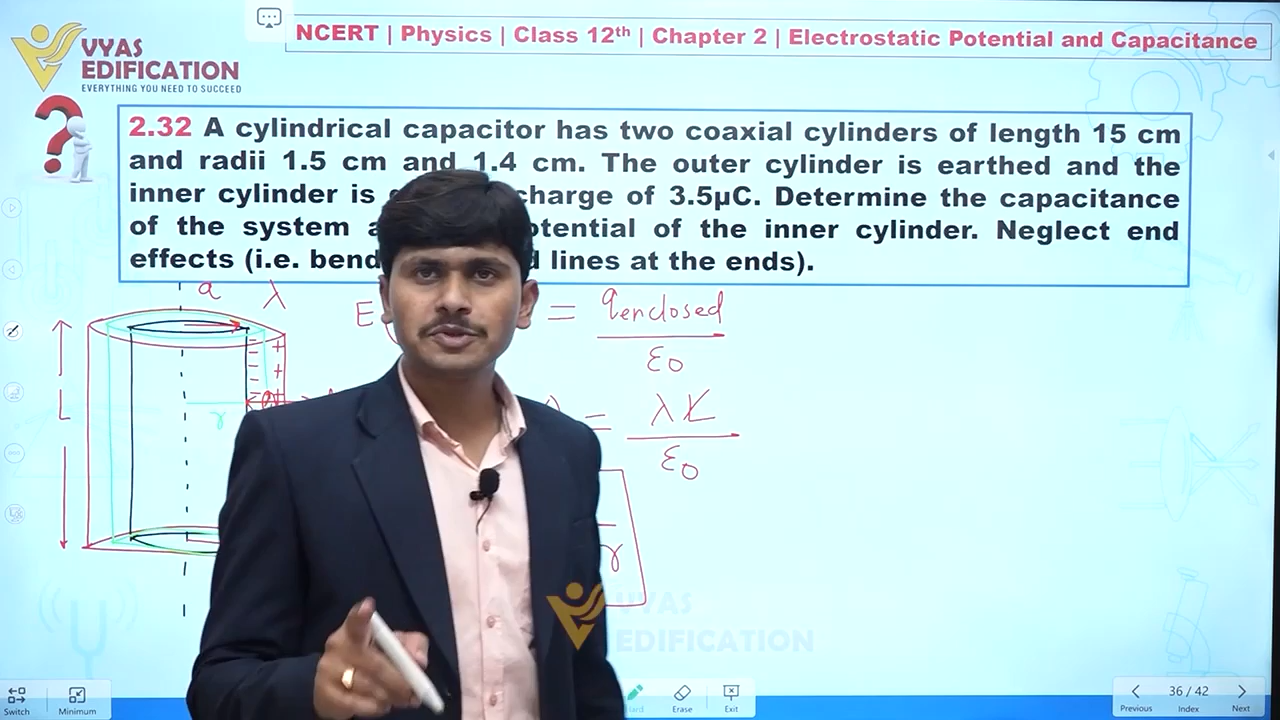 VYAS
EDIFICATION
EVERYTHING YOU NEED TO SUCCEED
NCERT | Physics | Class 12th | Chapter 2 | Electrostatic Potential and Capacitance
2.32 A cylindrical capacitor has two coaxial cylinders of length 15 cm
and radii 1.5 cm and 1.4 cm. The outer cylinder is earthed and the
inner cylinder is charge of 3.5μC. Determine the capacitance
of the system potential of the inner cylinder. Neglect end
effects (i.e. lines at the ends).
a λ
E = qenclosed
ε0
L r = λL
ε0
r
VYAS
EDIFICATION
Switch Minimum Erase Exit Previous 36 / 42 Index Next